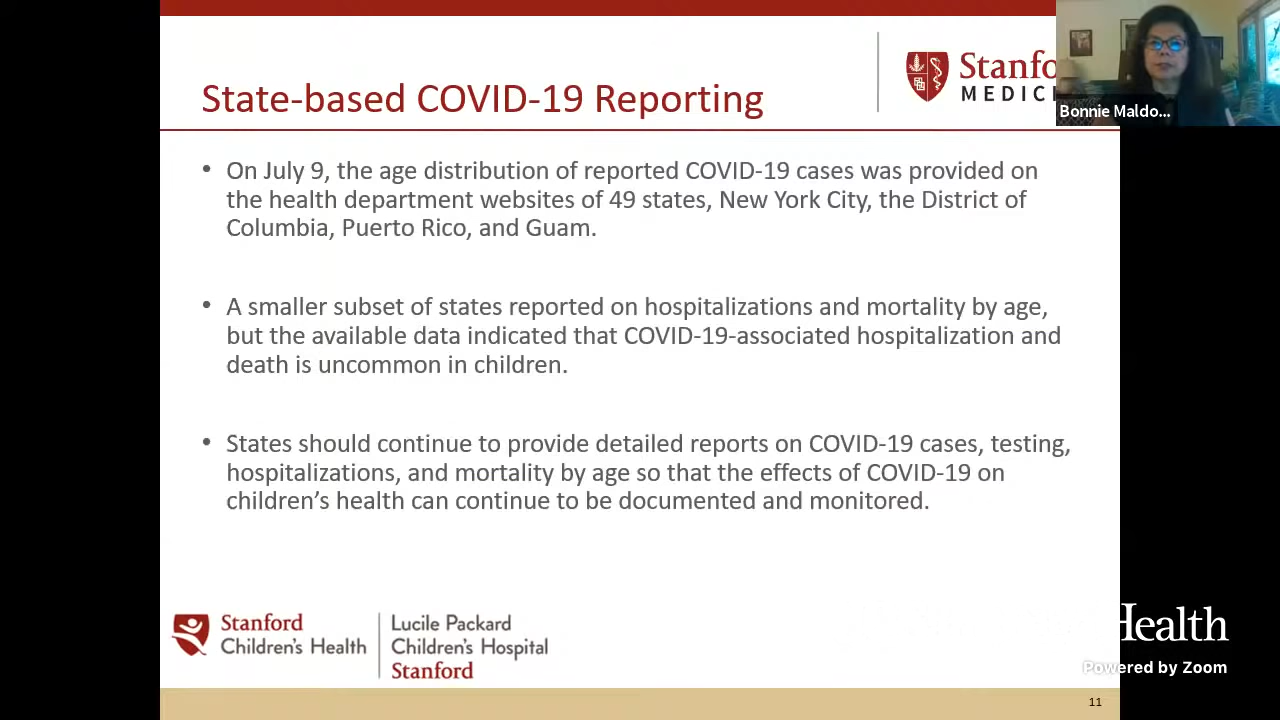 State-based COVID-19 Reporting
Stanfo
MEDIC
Bonnie Maldo...
• On July 9, the age distribution of reported COVID-19 cases was provided on
the health department websites of 49 states, New York City, the District of
Columbia, Puerto Rico, and Guam.
• A smaller subset of states reported on hospitalizations and mortality by age,
but the available data indicated that COVID-19-associated hospitalization and
death is uncommon in children.
• States should continue to provide detailed reports on COVID-19 cases, testing,
hospitalizations, and mortality by age so that the effects of COVID-19 on
children’s health can continue to be documented and monitored.
Stanford
Children's Health
Lucile Packard
Children's Hospital
Stanford
Health
Powered by Zoom
11